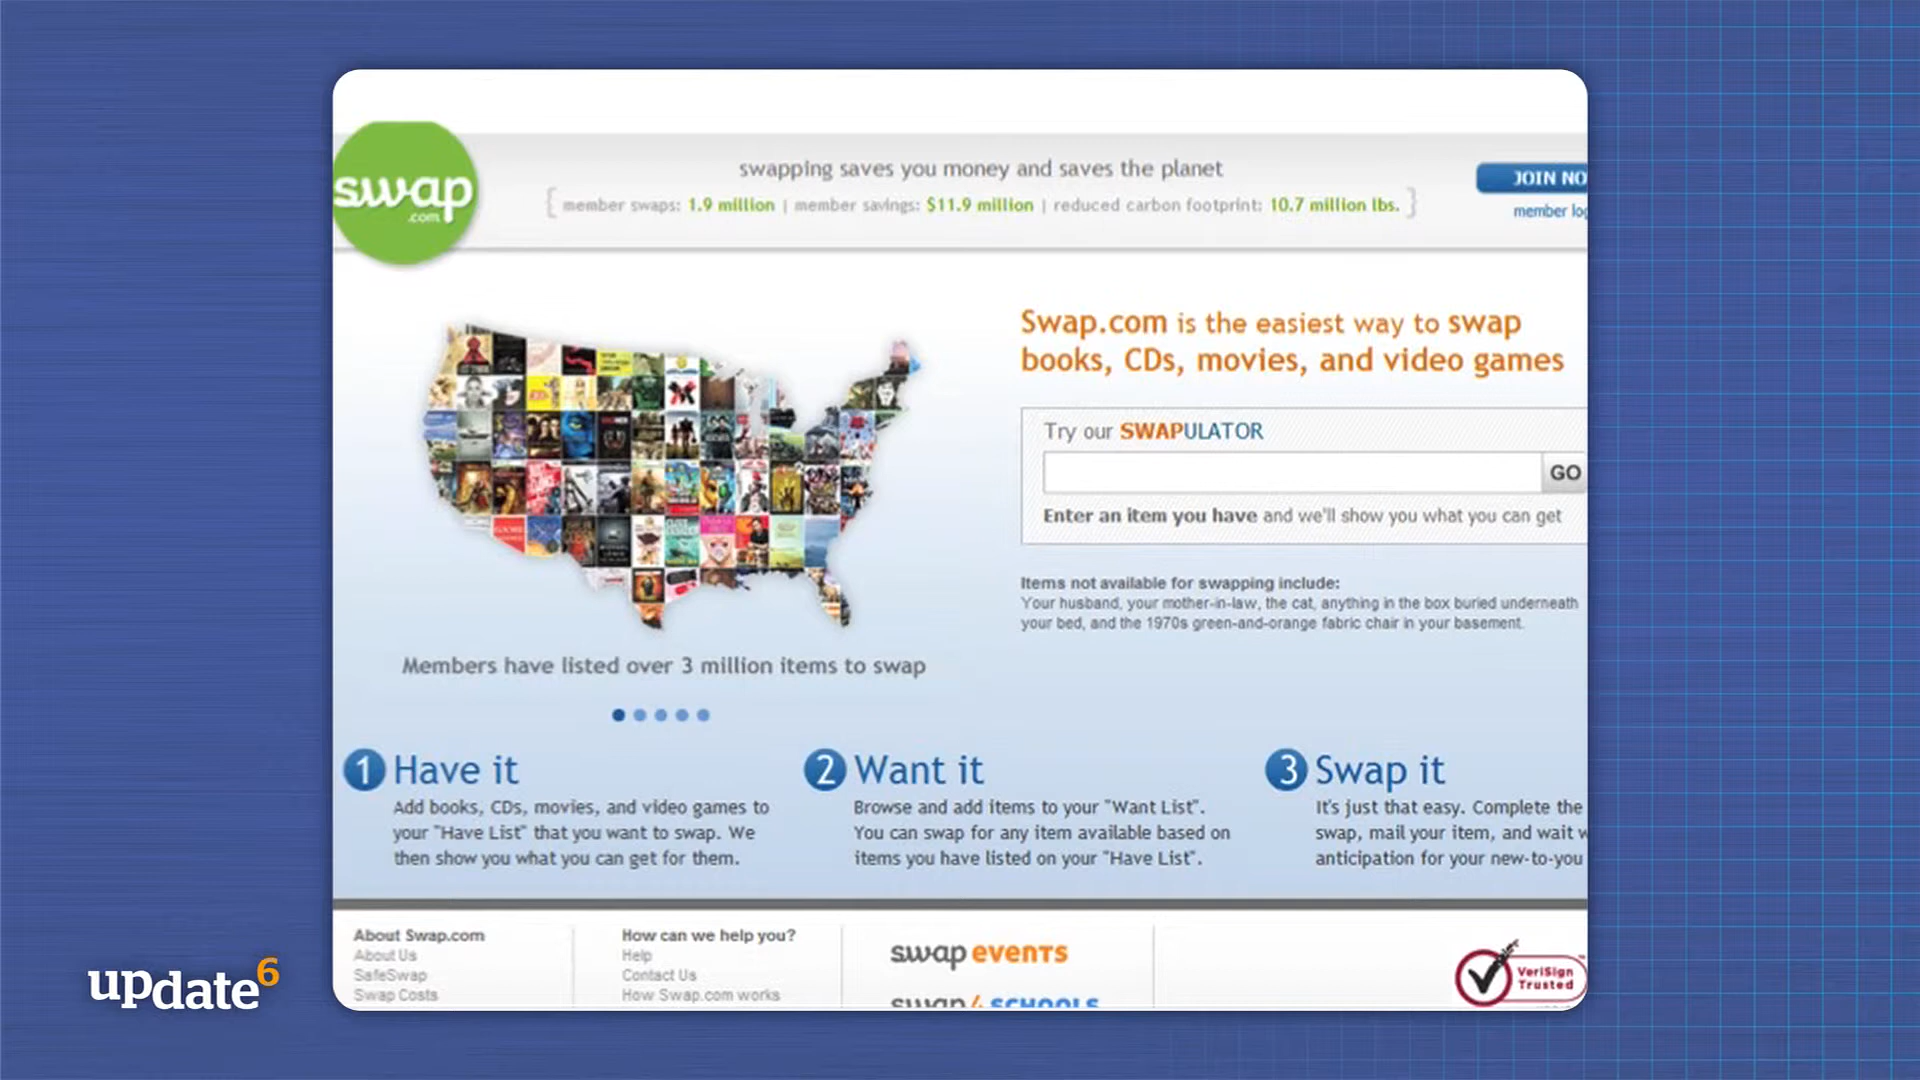 swap
.com
swapping saves you money and saves the planet
{ member swaps: 1.9 million | member savings: $11.9 million | reduced carbon footprint: 10.7 million lbs. }
JOIN NO
member log
Swap.com is the easiest way to swap
books, CDs, movies, and video games
Try our SWAPULATOR
GO
Enter an item you have and we'll show you what you can get
Items not available for swapping include:
Your husband, your mother-in-law, the cat, anything in the box buried underneath
your bed, and the 1970s green-and-orange fabric chair in your basement.
Members have listed over 3 million items to swap
1 Have it
Add books, CDs, movies, and video games to
your "Have List" that you want to swap. We
then show you what you can get for them.
2 Want it
Browse and add items to your "Want List".
You can swap for any item available based on
items you have listed on your "Have List".
3 Swap it
It's just that easy. Complete the
swap, mail your item, and wait w
anticipation for your new-to-you
About Swap.com
About Us
SafeSwap
Swap Costs
How can we help you?
Help
Contact Us
How Swap.com works
swap events
swap 4 SCHOOLS
VeriSign
Trusted
update6